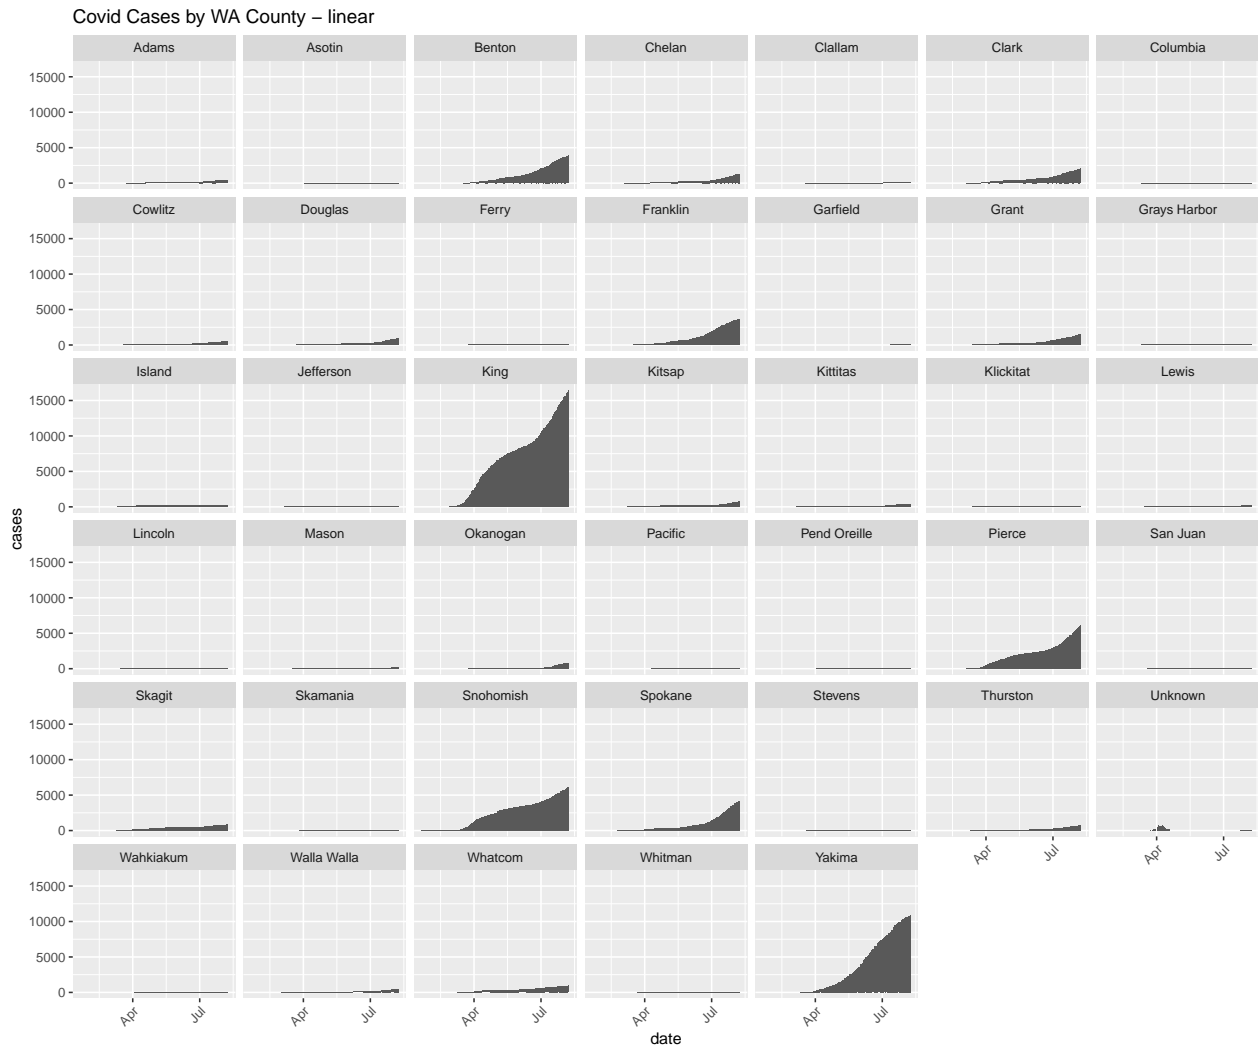 Covid Cases by WA County – linear
Adams Asotin Benton Chelan Clallam Clark Columbia
15000
10000
5000
0
Cowlitz Douglas Ferry Franklin Garfield Grant Grays Harbor
15000
10000
5000
0
Island Jefferson King Kitsap Kittitas Klickitat Lewis
15000
10000
5000
0
cases
Lincoln Mason Okanogan Pacific Pend Oreille Pierce San Juan
15000
10000
5000
0
Skagit Skamania Snohomish Spokane Stevens Thurston Unknown
15000
10000
5000
0
Apr Jul Apr Jul
Wahkiakum Walla Walla Whatcom Whitman Yakima
15000
10000
5000
0
Apr Jul Apr Jul Apr Jul Apr Jul Apr Jul
date